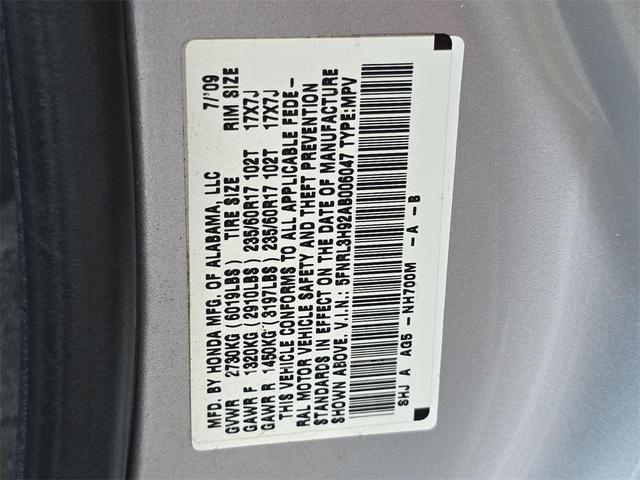 MFD. BY HONDA MFG. OF ALABAMA, LLC 7/'09
GVWR 2730KG(6019LBS) TIRE SIZE RIM SIZE
GAWR F 1320KG(2910LBS) 235/60R17 102T 17X7J
GAWR R 1450KG(3197LBS) 235/60R17 102T 17X7J
THIS VEHICLE CONFORMS TO ALL APPLICABLE FEDE-
RAL MOTOR VEHICLE SAFETY AND THEFT PREVENTION
STANDARDS IN EFFECT ON THE DATE OF MANUFACTURE
SHOWN ABOVE. V.I.N.: 5FNRL3H92AB006047 TYPE:MPV
SHJ A AG5 -NH700M -A -B